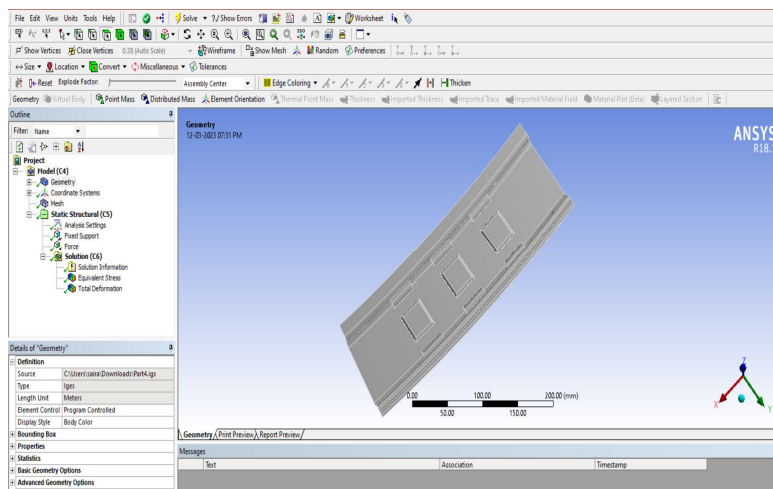 File Edit View Units Tools Help Solve ?/ Show Errors Worksheet
Show Vertices Close Vertices 0.38 (Auto Scale) Wireframe Show Mesh Random Preferences
Size Location Convert Miscellaneous Tolerances
Reset Explode Factor: Assembly Center Edge Coloring Thicken
Geometry Virtual Body Point Mass Distributed Mass Element Orientation Thermal Point Mass Thickness Imported Thickness Imported Trace Imported Material Field Material Plot (Beta) Layered Section
Outline
Filter: Name
Project
Model (C4)
Geometry
Coordinate Systems
Mesh
Static Structural (C5)
Analysis Settings
Fixed Support
Force
Solution (C6)
Solution Information
Equivalent Stress
Total Deformation
Details of "Geometry"
Definition
Source C:\Users\saira\Downloads\Part4.igs
Type Iges
Length Unit Meters
Element Control Program Controlled
Display Style Body Color
Bounding Box
Properties
Statistics
Basic Geometry Options
Advanced Geometry Options
Geometry
12-03-2023 07:31 PM
ANSYS
R18.
0.00 100.00 200.00 (mm)
50.00 150.00
Z
X Y
Geometry Print Preview Report Preview
Messages
Text Association Timestamp